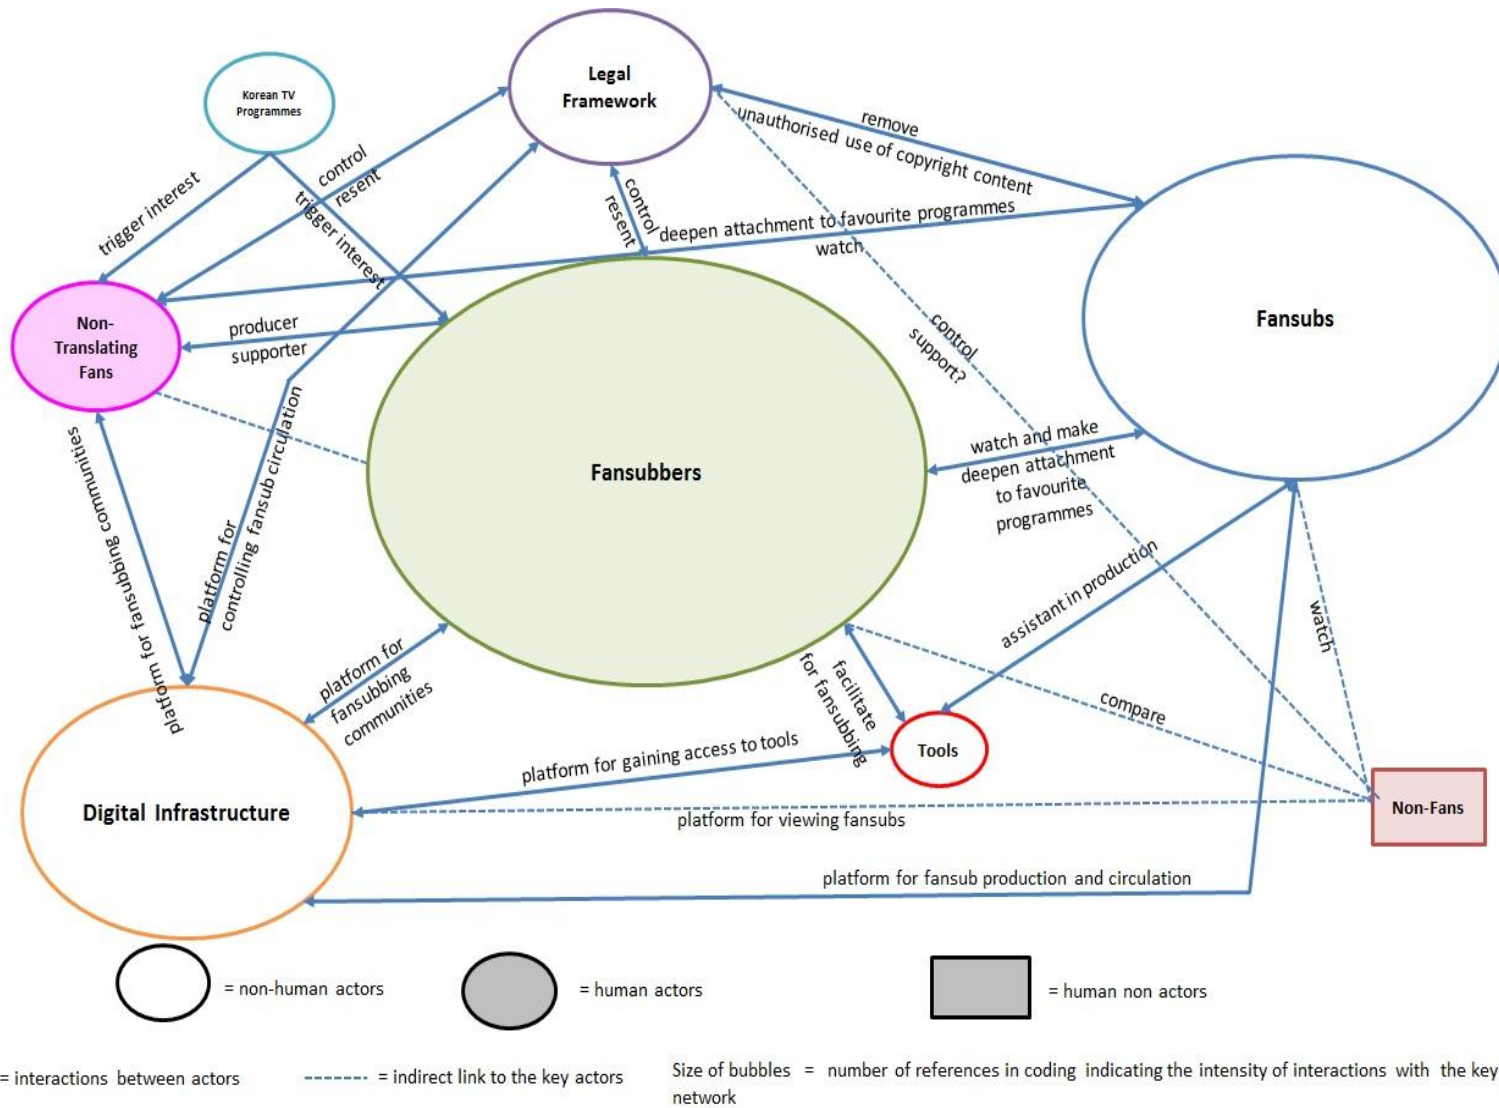 Legal
Framework
Korean TV
Programmes
remove
unauthorised use of copyright content
control
resent
trigger interest
trigger interest
control
resent
deepen attachment to favourite programmes
watch
Non-
Translating
Fans
producer
supporter
Fansubs
control
support?
Fansubbers
watch and make
deepen attachment
to favourite
programmes
platform for fansubbing communities
platform for
controlling fansub circulation
assistant in production
watch
platform for
fansubbing
communities
facilitate
for fansubbing
compare
platform for gaining access to tools
Tools
Digital Infrastructure
platform for viewing fansubs
Non-Fans
platform for fansub production and circulation
= non-human actors
= human actors
= human non actors
= interactions between actors
= indirect link to the key actors
Size of bubbles = number of references in coding indicating the intensity of interactions with the key
network